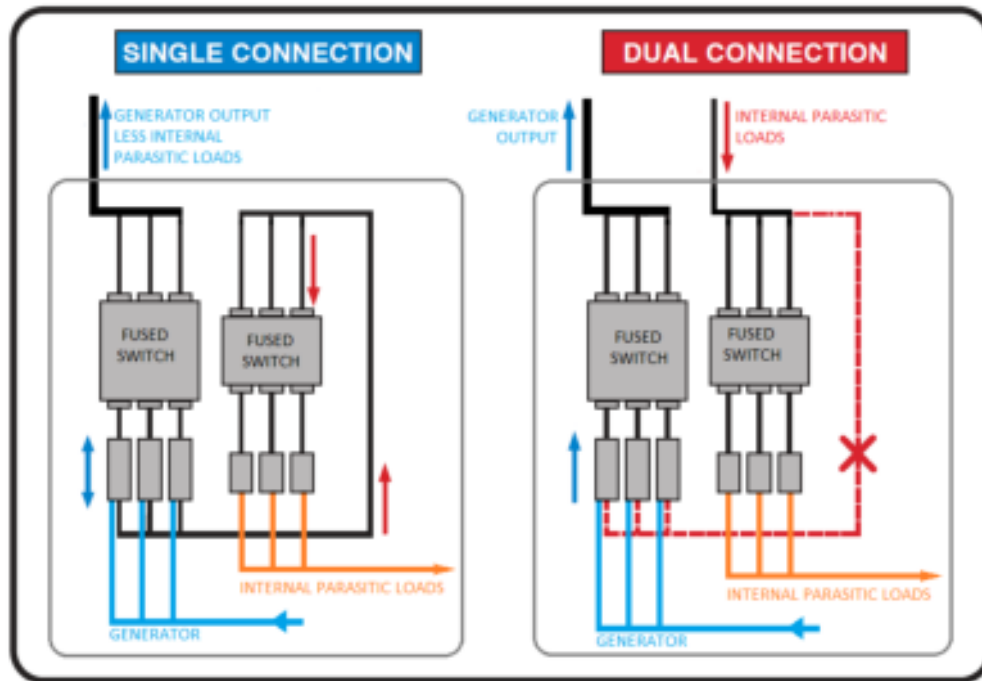 SINGLE CONNECTION
GENERATOR OUTPUT
LESS INTERNAL
PARASITIC LOADS
FUSED
SWITCH
FUSED
SWITCH
INTERNAL PARASITIC LOADS
GENERATOR
DUAL CONNECTION
GENERATOR
OUTPUT
INTERNAL PARASITIC
LOADS
FUSED
SWITCH
FUSED
SWITCH
INTERNAL PARASITIC LOADS
GENERATOR